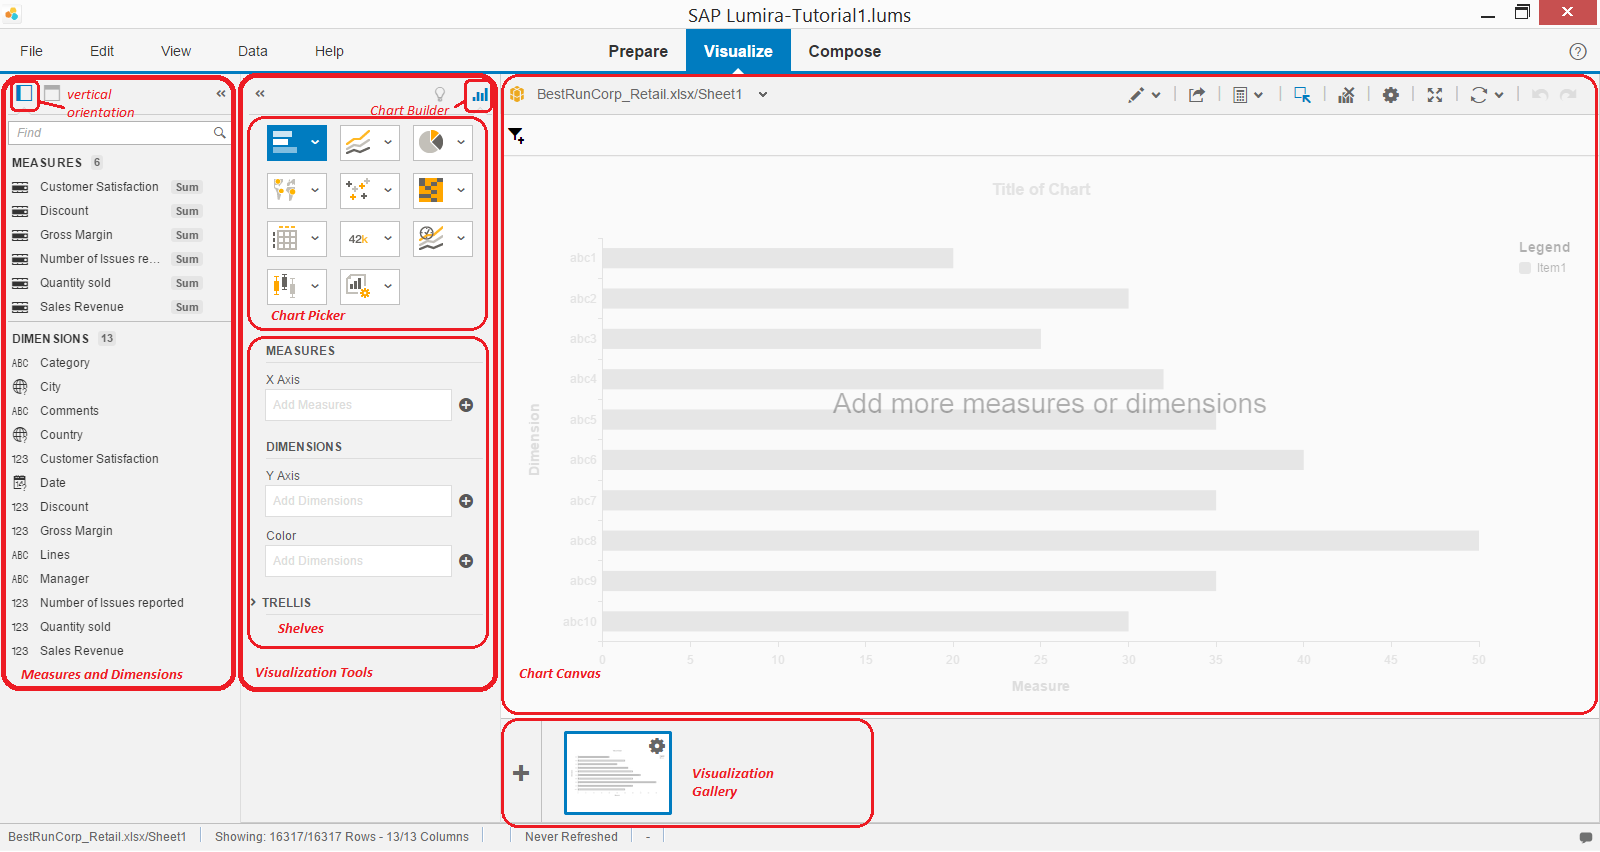 SAP Lumira-Tutorial1.lums
File Edit View Data Help Prepare Visualize Compose
vertical
orientation
Find
MEASURES 6
Customer Satisfaction Sum
Discount Sum
Gross Margin Sum
Number of Issues re... Sum
Quantity sold Sum
Sales Revenue Sum
DIMENSIONS 13
ABC Category
City
ABC Comments
Country
123 Customer Satisfaction
Date
123 Discount
123 Gross Margin
ABC Lines
ABC Manager
123 Number of Issues reported
123 Quantity sold
123 Sales Revenue
Measures and Dimensions
Chart Builder
42k
Chart Picker
MEASURES
X Axis
Add Measures
DIMENSIONS
Y Axis
Add Dimensions
Color
Add Dimensions
TRELLIS
Shelves
Visualization Tools
BestRunCorp_Retail.xlsx/Sheet1
Title of Chart
Legend
Item1
abc1
abc2
abc3
abc4
Add more measures or dimensions
abc5
Dimension
abc6
abc7
abc8
abc9
abc10
0 5 10 15 20 25 30 35 40 45 50
Measure
Chart Canvas
Visualization
Gallery
BestRunCorp_Retail.xlsx/Sheet1 Showing: 16317/16317 Rows - 13/13 Columns Never Refreshed -